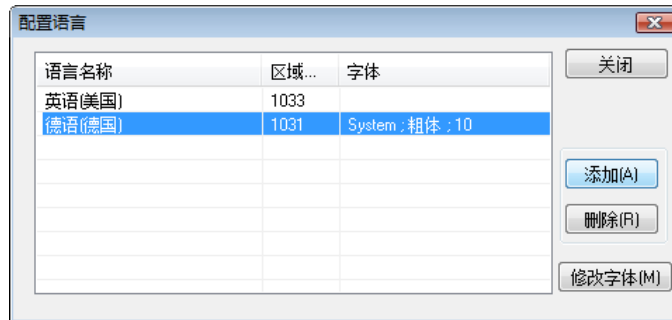 配置语言
语言名称 区域... 字体 关闭
英语(美国) 1033
德语(德国) 1031 System ; 粗体 ; 10
添加(A)
删除(R)
修改字体(M)